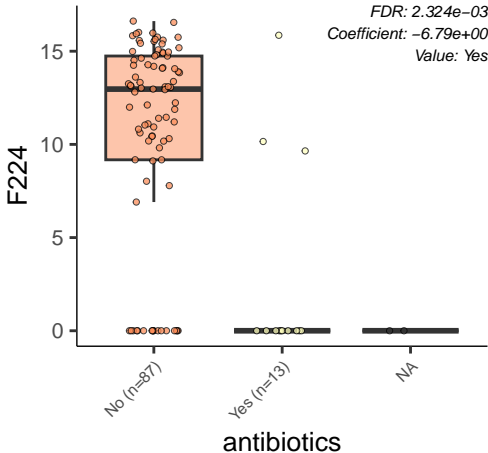 FDR: 2.324e−03
Coefficient: −6.79e+00
Value: Yes
15
10
5
0
F224
No (n=87)
Yes (n=13)
NA
antibiotics